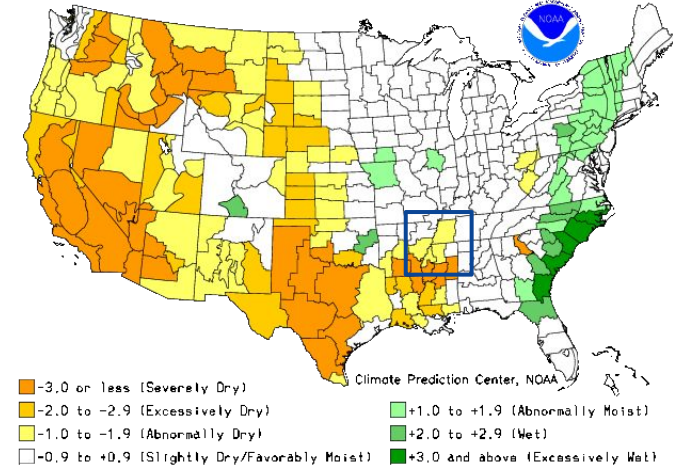 NOAA
Climate Prediction Center, NOAA
-3.0 or less (Severely Dry)
-2.0 to -2.9 (Excessively Dry)
-1.0 to -1.9 (Abnormally Dry)
-0.9 to +0.9 (Slightly Dry/Favorably Moist)
+1.0 to +1.9 (Abnormally Moist)
+2.0 to +2.9 (Wet)
+3.0 and above (Excessively Wet)